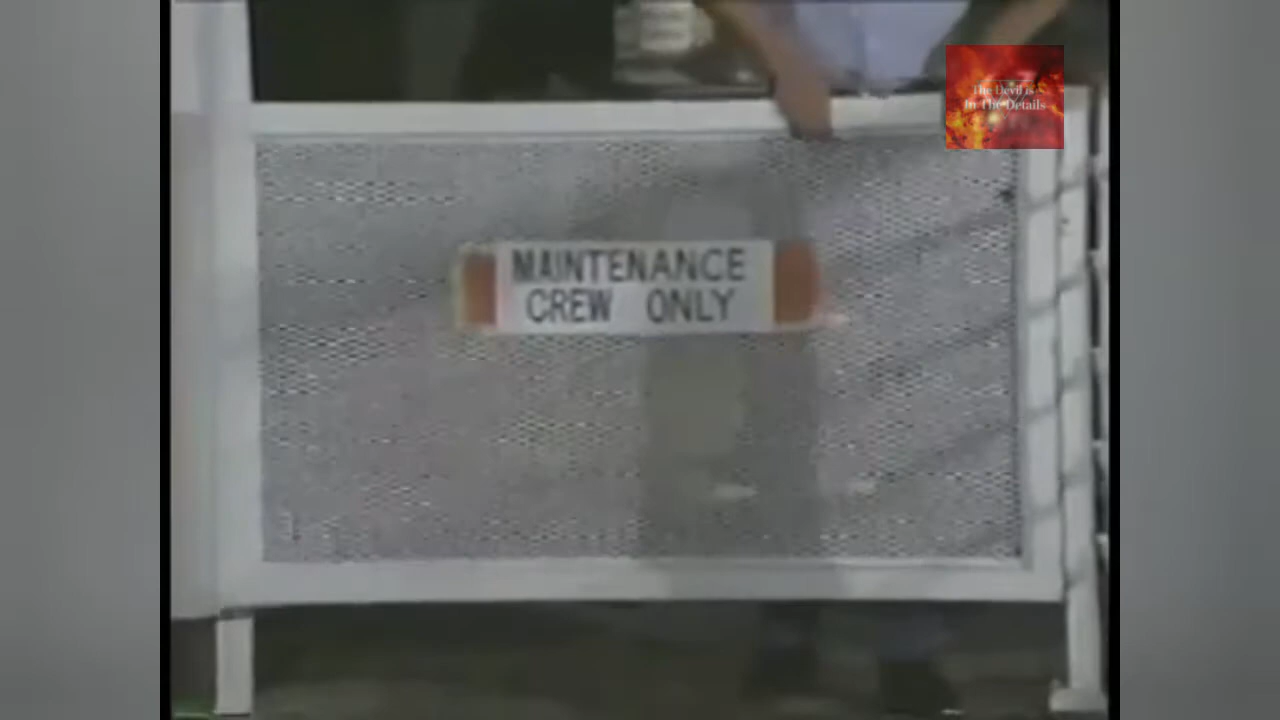 The Devil is
In The Details
MAINTENANCE
CREW ONLY